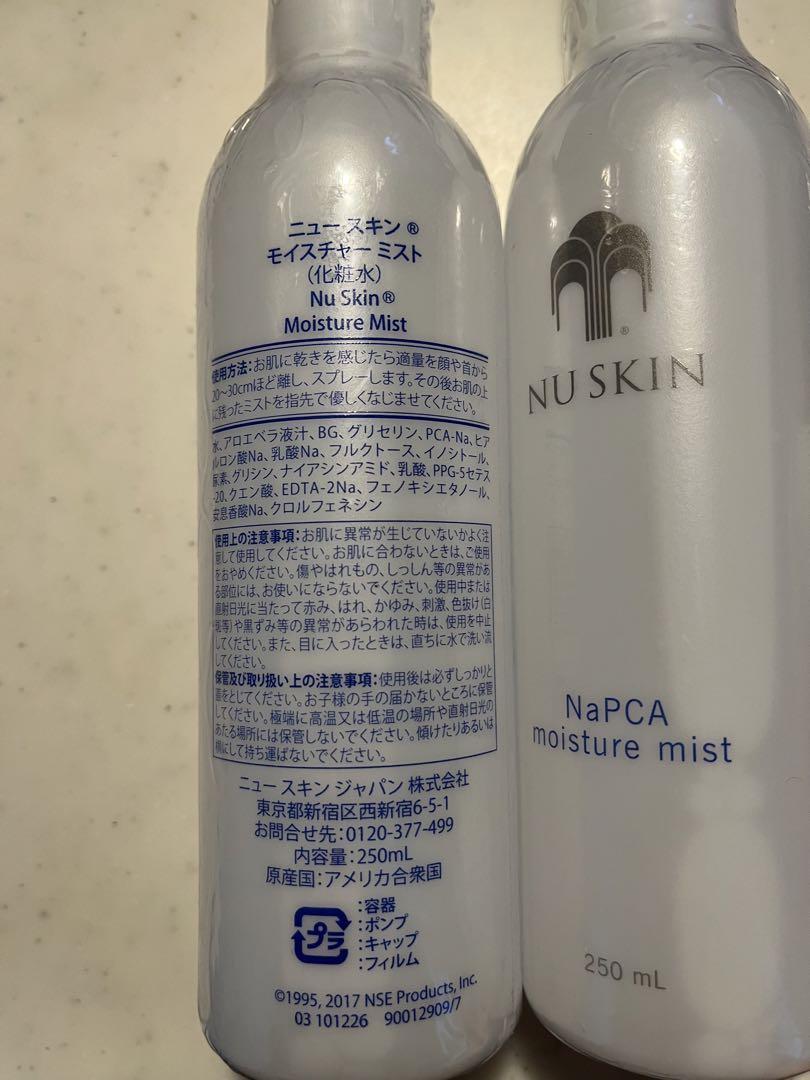 ニュー スキン®
モイスチャー ミスト
(化粧水)
Nu Skin®
Moisture Mist
使用方法:お肌に乾きを感じたら適量を顔や首から
20~30cmほど離し、スプレーします。その後お肌の上
に残ったミストを指先で優しくなじませてください。
水、アロエベラ液汁、BG、グリセリン、PCA-Na、ヒア
ルロン酸Na、乳酸Na、フルクトース、イノシトール、
尿素、グリシン、ナイアシンアミド、乳酸、PPG-5セテス
-20、クエン酸、EDTA-2Na、フェノキシエタノール、
安息香酸Na、クロルフェネシン
使用上の注意事項:お肌に異常が生じていないかよく注
意して使用してください。お肌に合わないときは、ご使用
をおやめください。傷やはれもの、しっしん等の異常があ
る部位には、お使いにならないでください。使用中または
直射日光に当たって赤み、はれ、かゆみ、刺激、色抜け(白
斑等)や黒ずみ等の異常があらわれた時は、使用を中止
してください。また、目に入ったときは、直ちに水で洗い流
してください。
保管及び取り扱い上の注意事項:使用後は必ずしっかりと
蓋をとじてください。お子様の手の届かないところに保管
してください。極端に高温又は低温の場所や直射日光の
あたる場所には保管しないでください。傾けたりあるいは
横にして持ち運ばないでください。
ニュー スキン ジャパン 株式会社
東京都新宿区西新宿6-5-1
お問合せ先:0120-377-499
内容量:250mL
原産国:アメリカ合衆国
プラ
:容器
:ポンプ
:キャップ
:フィルム
©1995, 2017 NSE Products, Inc.
03 101226 90012909/7
®
NU SKIN
NaPCA
moisture mist
250 mL